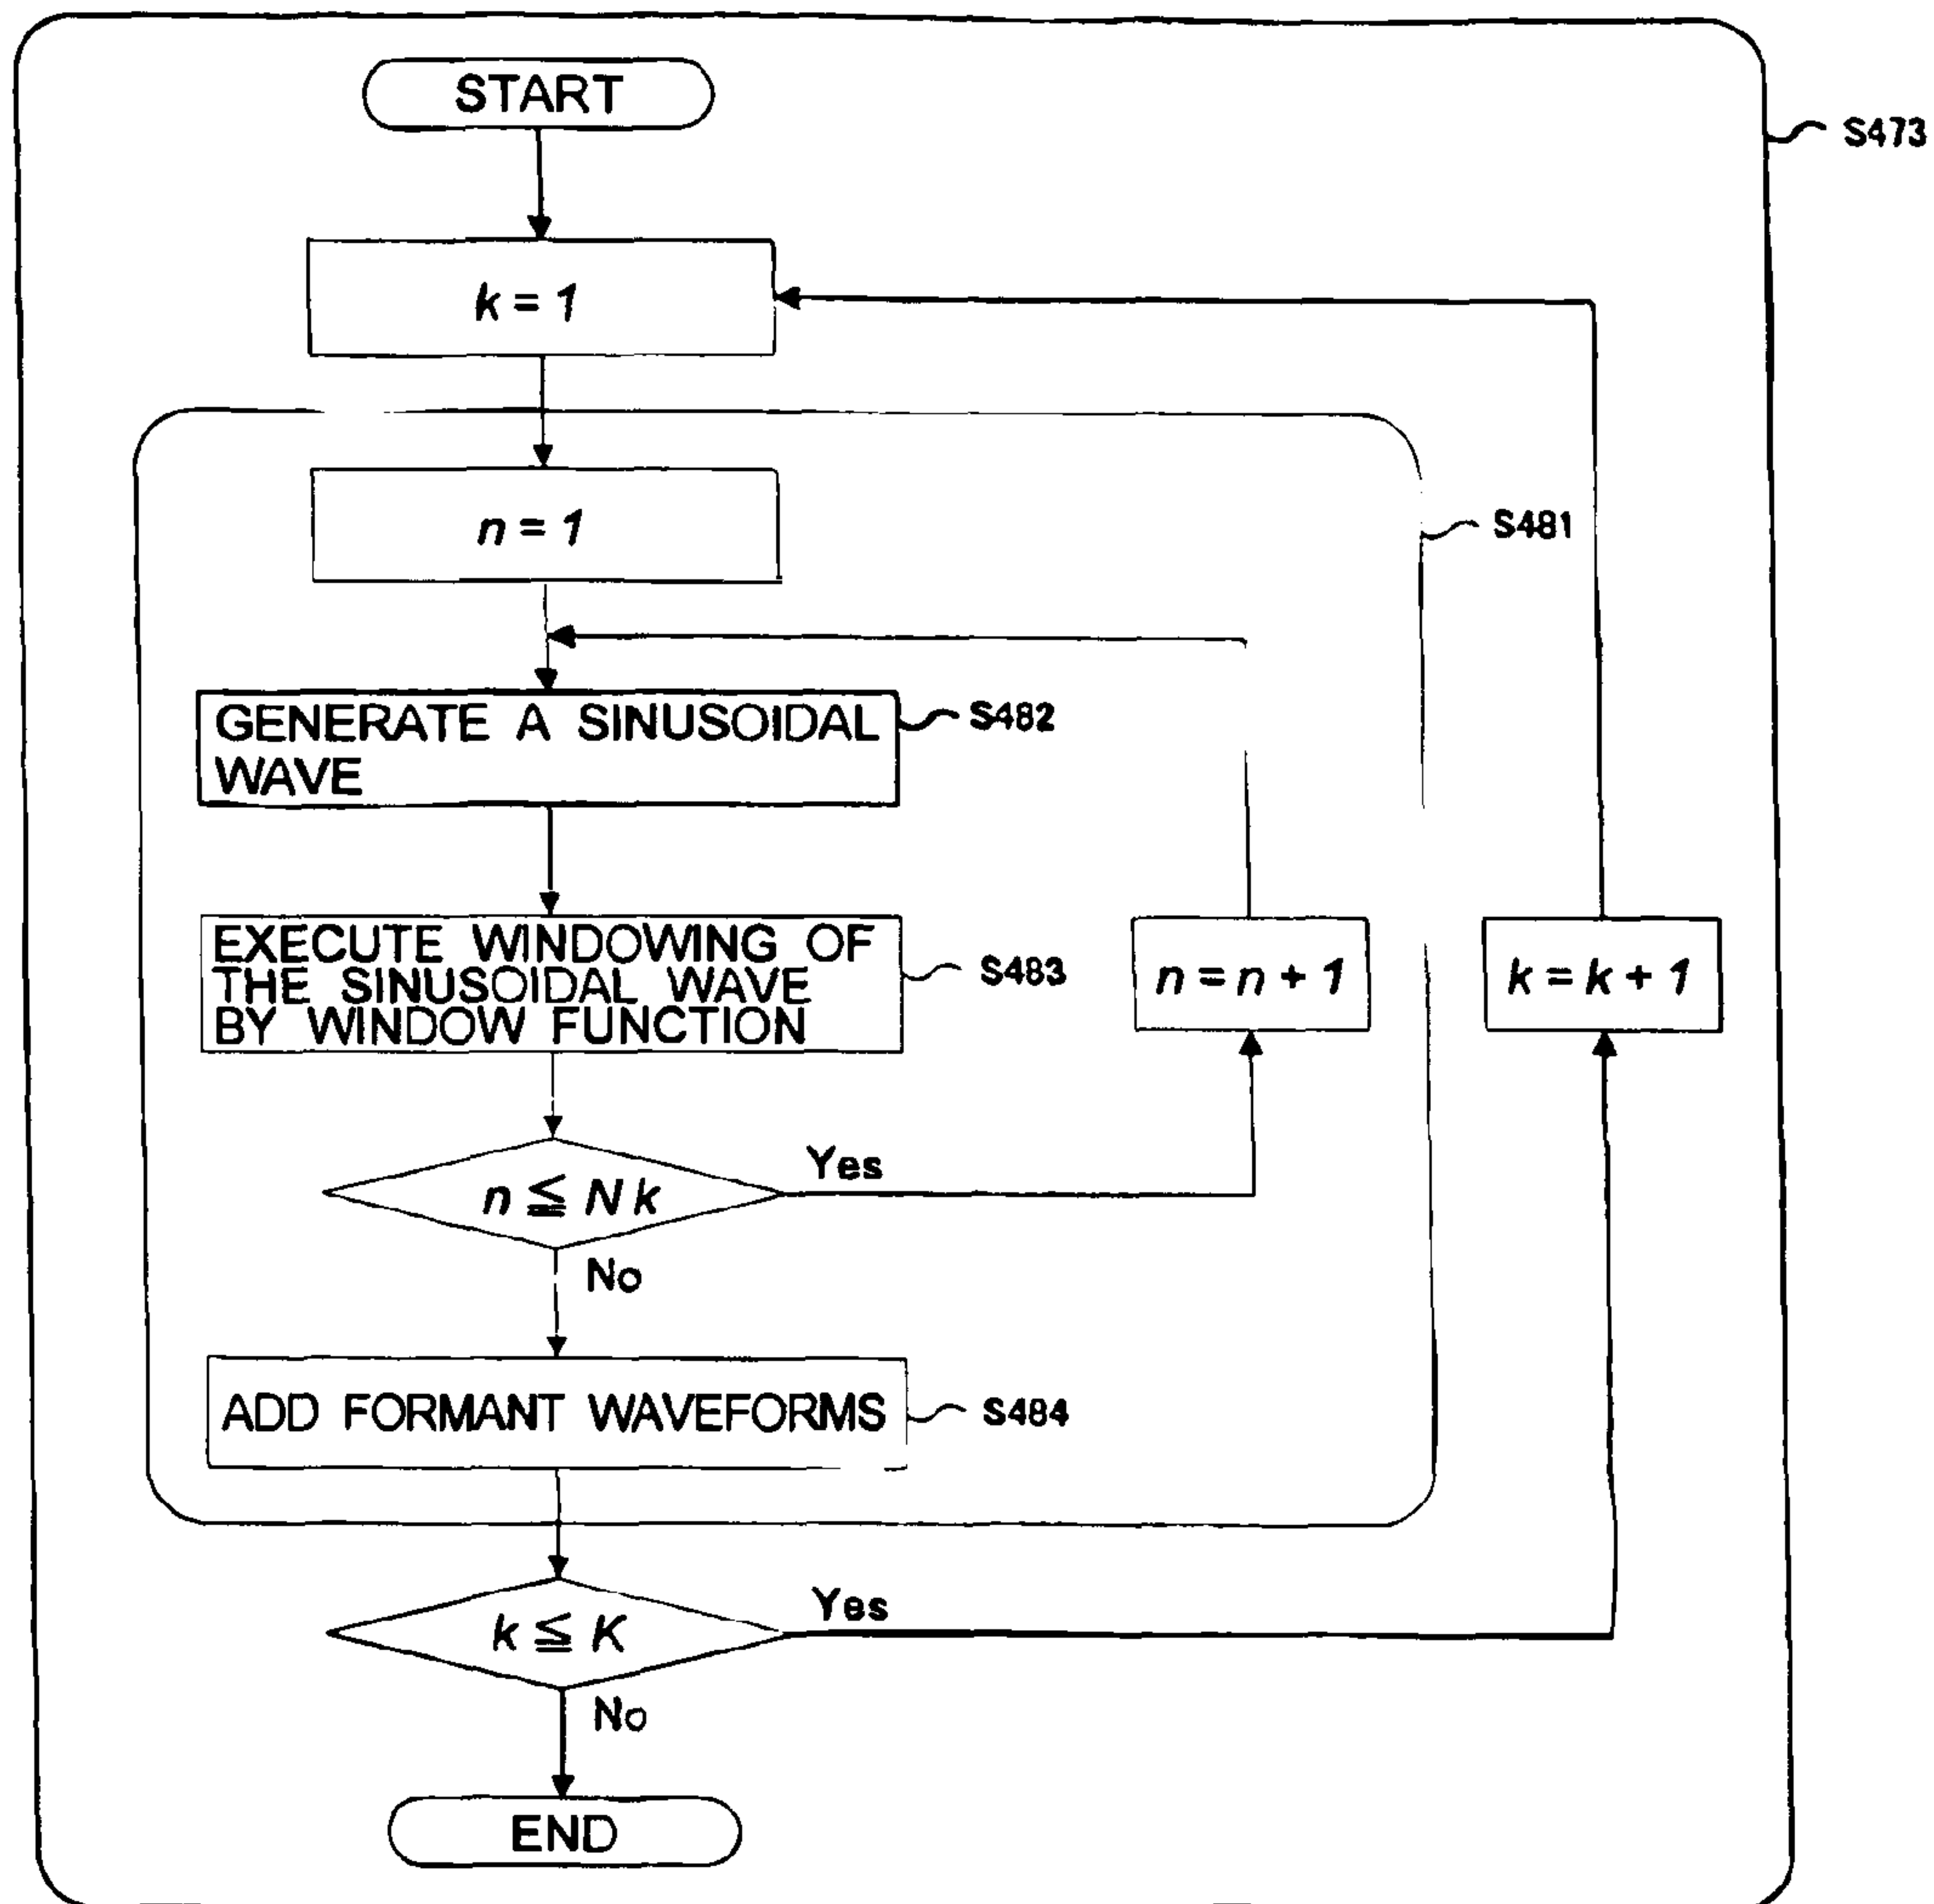 START
S473
k = 1
n = 1
S481
GENERATE A SINUSOIDAL
WAVE
S482
EXECUTE WINDOWING OF
THE SINUSOIDAL WAVE
BY WINDOW FUNCTION
S483
n = n + 1
k = k + 1
n ≦ Nk
Yes
No
ADD FORMANT WAVEFORMS
S484
k ≦ K
Yes
No
END